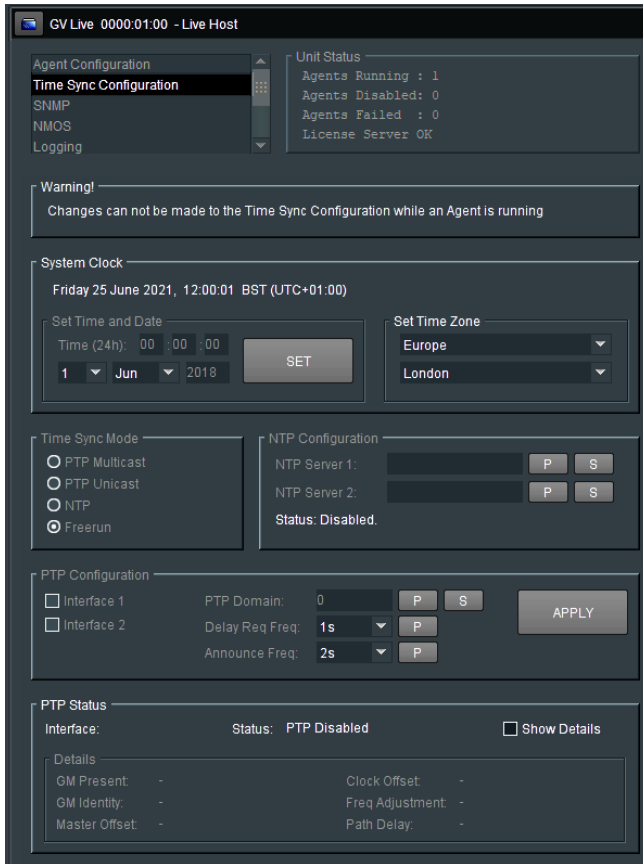 GV Live 0000:01:00 - Live Host
Agent Configuration
Time Sync Configuration
SNMP
NMOS
Logging
Unit Status
Agents Running : 1
Agents Disabled: 0
Agents Failed : 0
License Server OK
Warning!
Changes can not be made to the Time Sync Configuration while an Agent is running
System Clock
Friday 25 June 2021, 12:00:01 BST (UTC+01:00)
Set Time and Date
Time (24h): 00 :00 :00
1 Jun 2018
SET
Set Time Zone
Europe
London
Time Sync Mode
PTP Multicast
PTP Unicast
NTP
Freerun
NTP Configuration
NTP Server 1: P S
NTP Server 2: P S
Status: Disabled.
PTP Configuration
Interface 1
Interface 2
PTP Domain: 0 P S
Delay Req Freq: 1s P
Announce Freq: 2s P
APPLY
PTP Status
Interface: Status: PTP Disabled Show Details
Details
GM Present: -
GM Identity: -
Master Offset: -
Clock Offset: -
Freq Adjustment: -
Path Delay: -